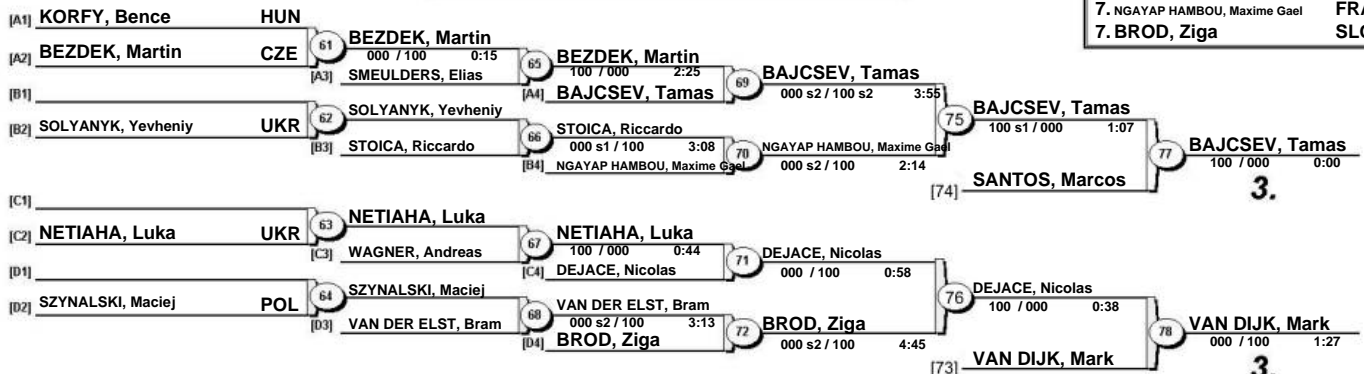 7. NGAYAP HAMBOU, Maxime Gael FRA
7. BROD, Ziga SLO
[A1] KORFY, Bence HUN
[A2] BEZDEK, Martin CZE
61 BEZDEK, Martin
000 / 100 0:15
[A3] SMEULDERS, Elias
65 BEZDEK, Martin
100 / 000 2:25
[A4] BAJCSEV, Tamas
69 BAJCSEV, Tamas
000 s2 / 100 s2 3:55
[B1]
[B2] SOLYANYK, Yevheniy UKR
62 SOLYANYK, Yevheniy
[B3] STOICA, Riccardo
66 STOICA, Riccardo
000 s1 / 100 3:08
[B4] NGAYAP HAMBOU, Maxime Gael
70 NGAYAP HAMBOU, Maxime Gael
000 s2 / 100 2:14
75 BAJCSEV, Tamas
100 s1 / 000 1:07
[74] SANTOS, Marcos
77 BAJCSEV, Tamas
100 / 000 0:00
3.
[C1]
[C2] NETIAHA, Luka UKR
63 NETIAHA, Luka
[C3] WAGNER, Andreas
67 NETIAHA, Luka
100 / 000 0:44
[C4] DEJACE, Nicolas
71 DEJACE, Nicolas
000 / 100 0:58
[D1]
[D2] SZYNALSKI, Maciej POL
64 SZYNALSKI, Maciej
[D3] VAN DER ELST, Bram
68 VAN DER ELST, Bram
000 s2 / 100 3:13
[D4] BROD, Ziga
72 BROD, Ziga
000 s2 / 100 4:45
76 DEJACE, Nicolas
100 / 000 0:38
[73] VAN DIJK, Mark
78 VAN DIJK, Mark
000 / 100 1:27
3.